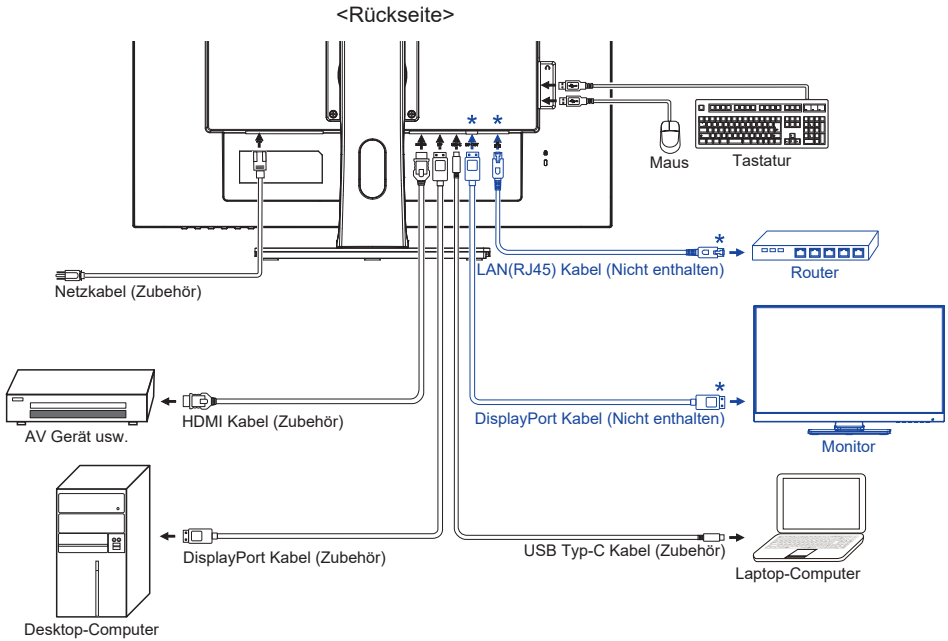 <Rückseite>
* *
Maus
Tastatur
*
LAN(RJ45) Kabel (Nicht enthalten)
Router
Netzkabel (Zubehör)
*
HDMI Kabel (Zubehör)
DisplayPort Kabel (Nicht enthalten)
AV Gerät usw.
Monitor
DisplayPort Kabel (Zubehör)
USB Typ-C Kabel (Zubehör)
Laptop-Computer
Desktop-Computer